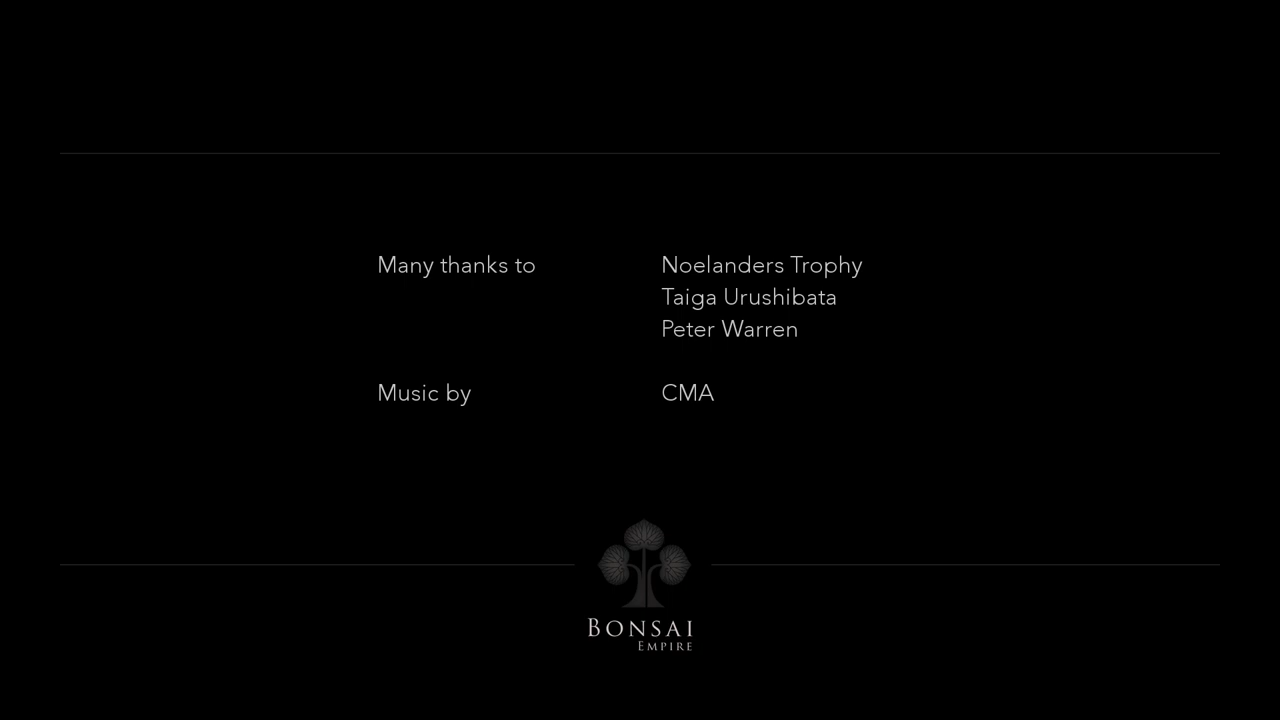 Many thanks to Noelanders Trophy
Taiga Urushibata
Peter Warren
Music by CMA
BONSAI
EMPIRE